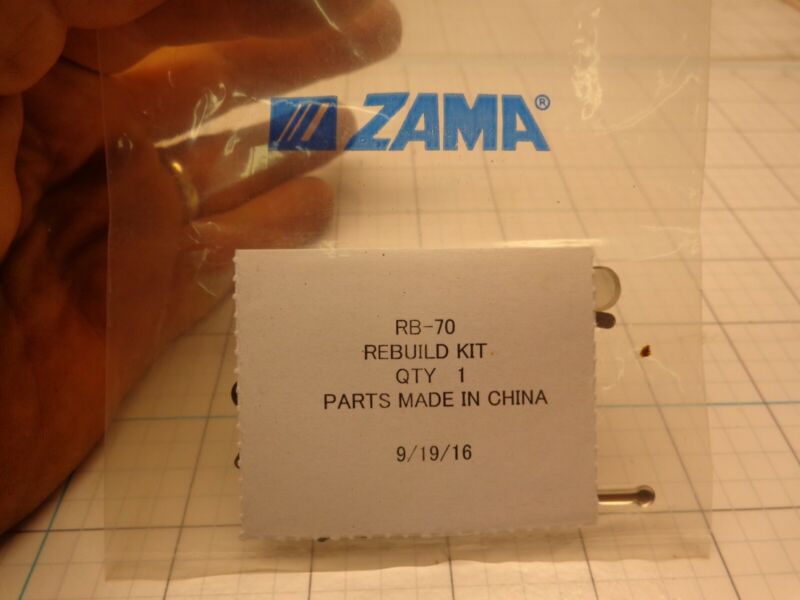 ZAMA®
RB-70
REBUILD KIT
QTY 1
PARTS MADE IN CHINA
9/19/16